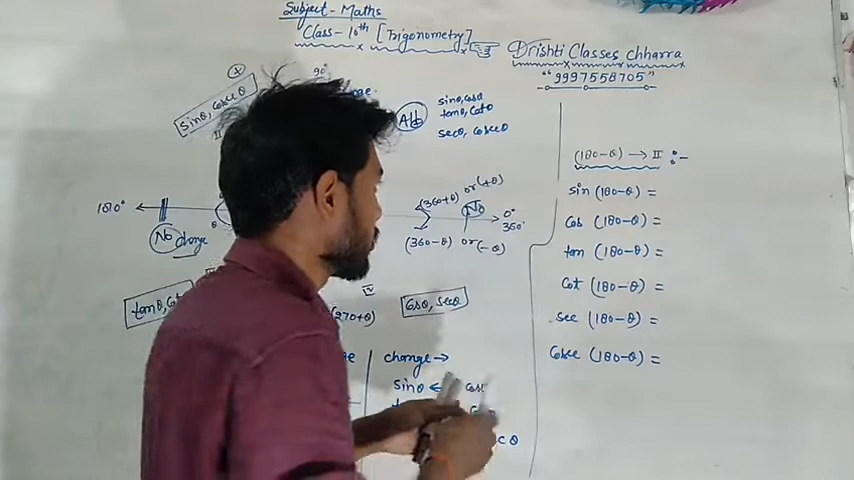 Subject - Maths
Class - 10th [Trigonometry]
Drishti Classes Chharra
"9997558705"
90°
sinθ, cosecθ
II
All
sinθ, cosθ
tanθ, cotθ
secθ, cosecθ
180°
No change
θ
(360+θ) or (+θ)
No
0°
360°
(360-θ) or (-θ)
tanθ, Cot
(270+θ)
IV
Cosθ, secθ
change →
sinθ ←
(180-θ) → II :-
sin (180-θ) =
Cos (180-θ) =
tan (180-θ) =
Cot (180-θ) =
sec (180-θ) =
Cosec (180-θ) =